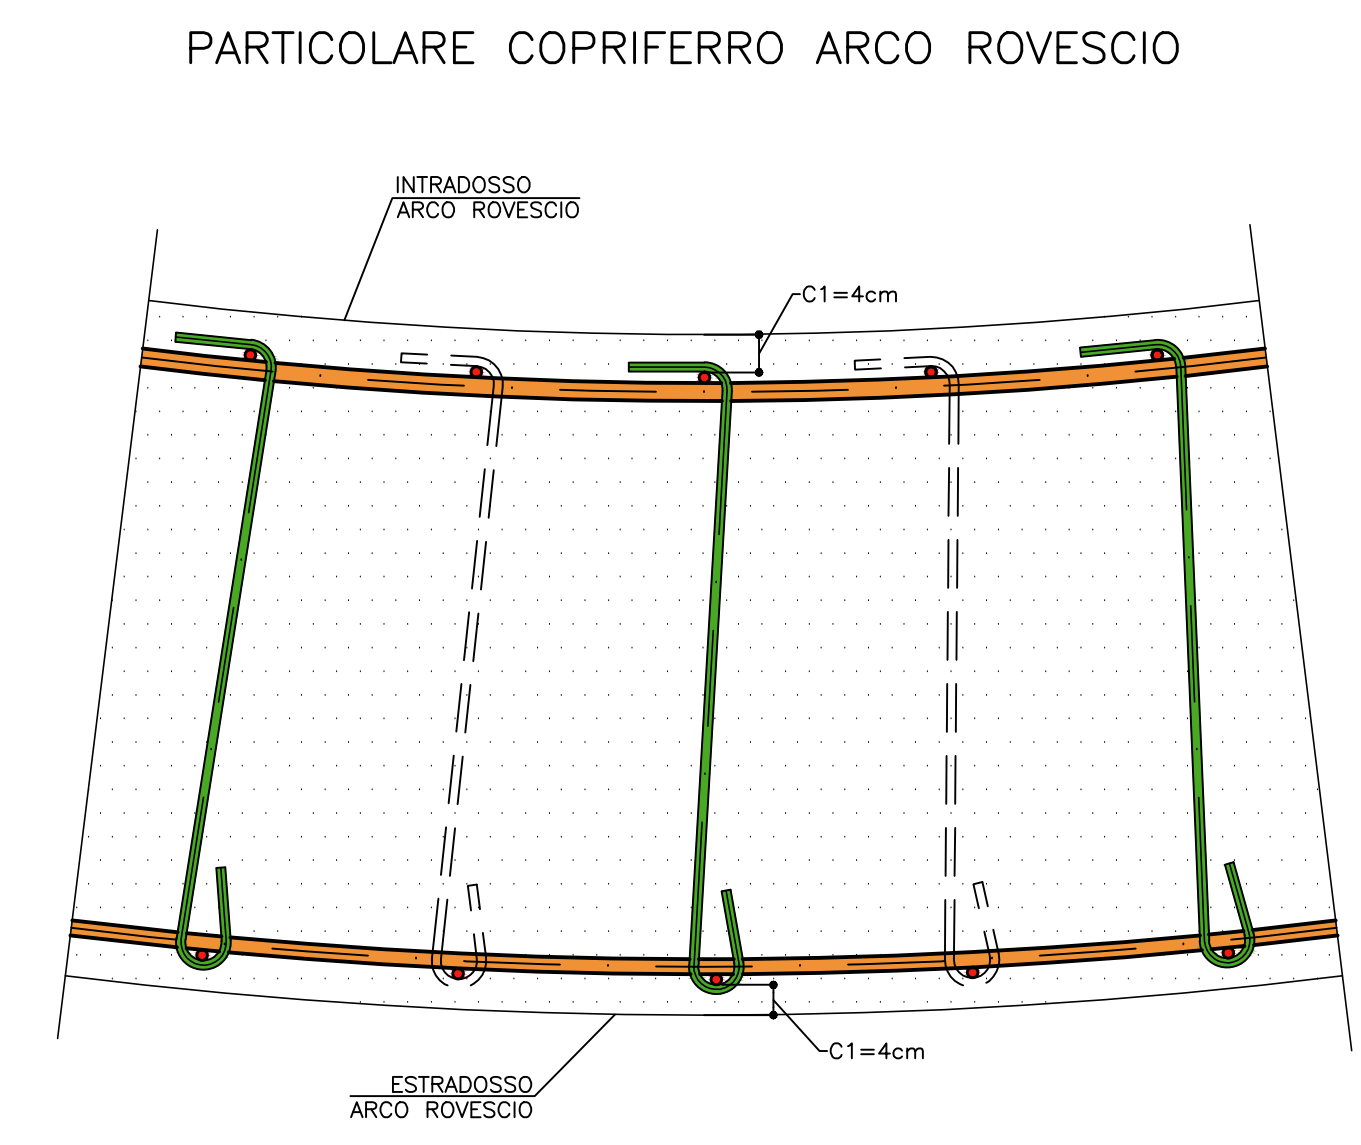 PARTICOLARE COPRIFERRO ARCO ROVESCIO
INTRADOSSO
ARCO ROVESCIO
C1=4cm
C1=4cm
ESTRADOSSO
ARCO ROVESCIO